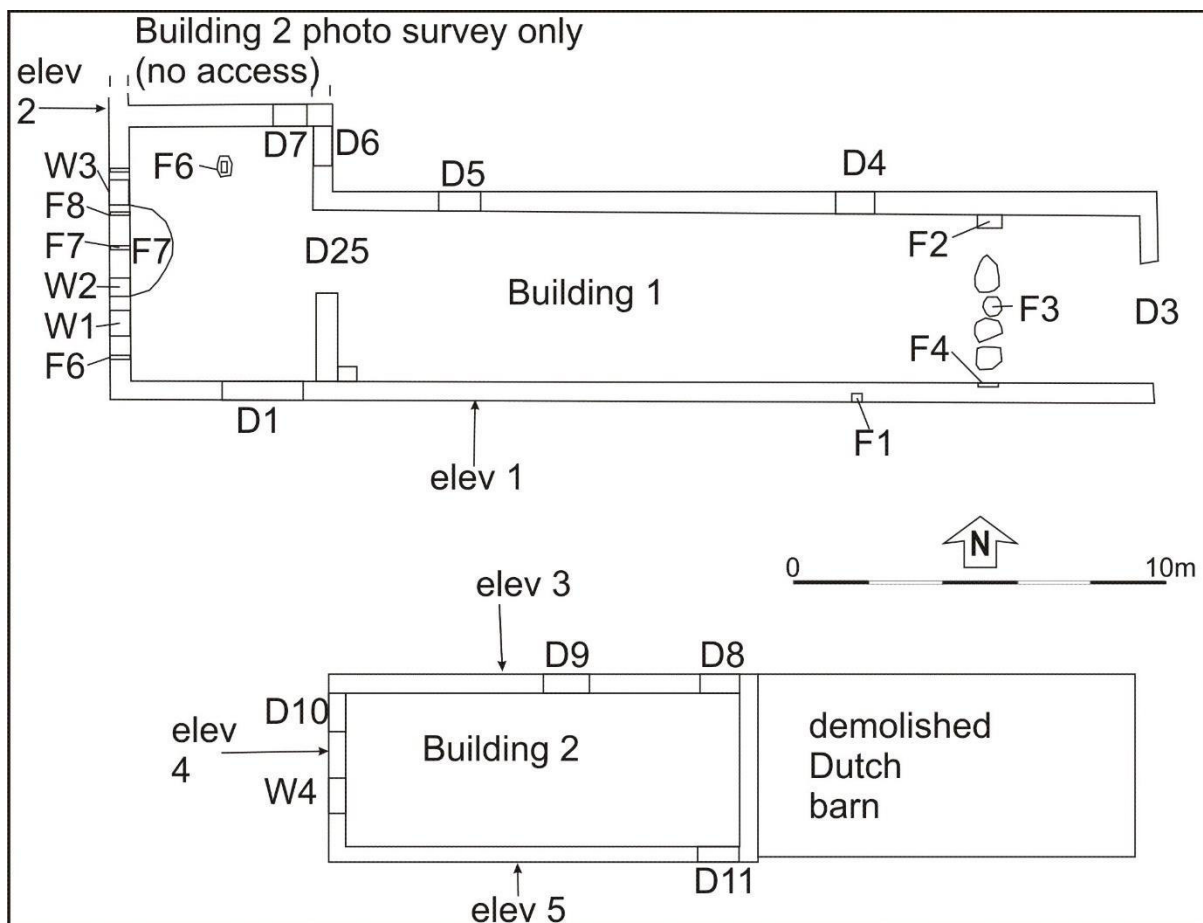 Building 2 photo survey only
(no access)
elev
2
W3
F8
F7
W2
W1
F6
F6
F7
D7
D6
D5
D4
D25
Building 1
F2
F3
D3
F4
D1
F1
elev 1
N
0
10m
elev 3
D9
D8
D10
elev
4
Building 2
W4
demolished
Dutch
barn
D11
elev 5